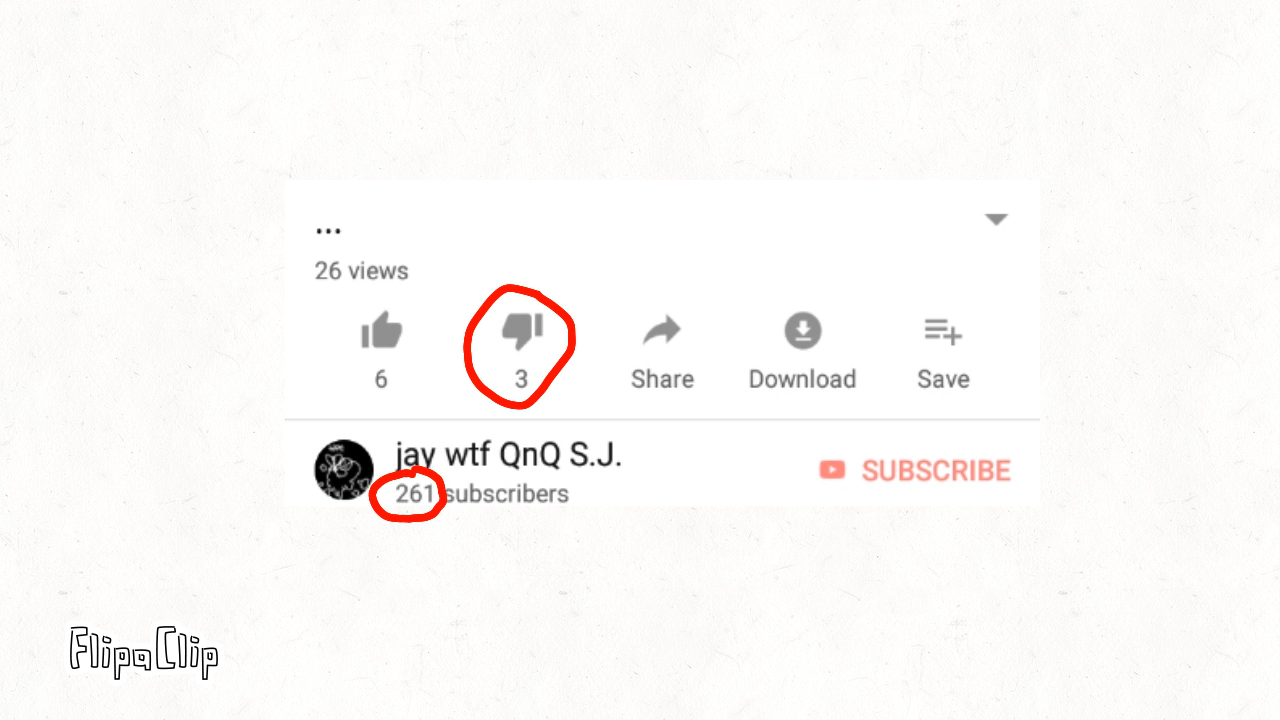 ...
26 views
6 3 Share Download Save
jay wtf QnQ S.J.
261 subscribers
SUBSCRIBE
FlipaClip